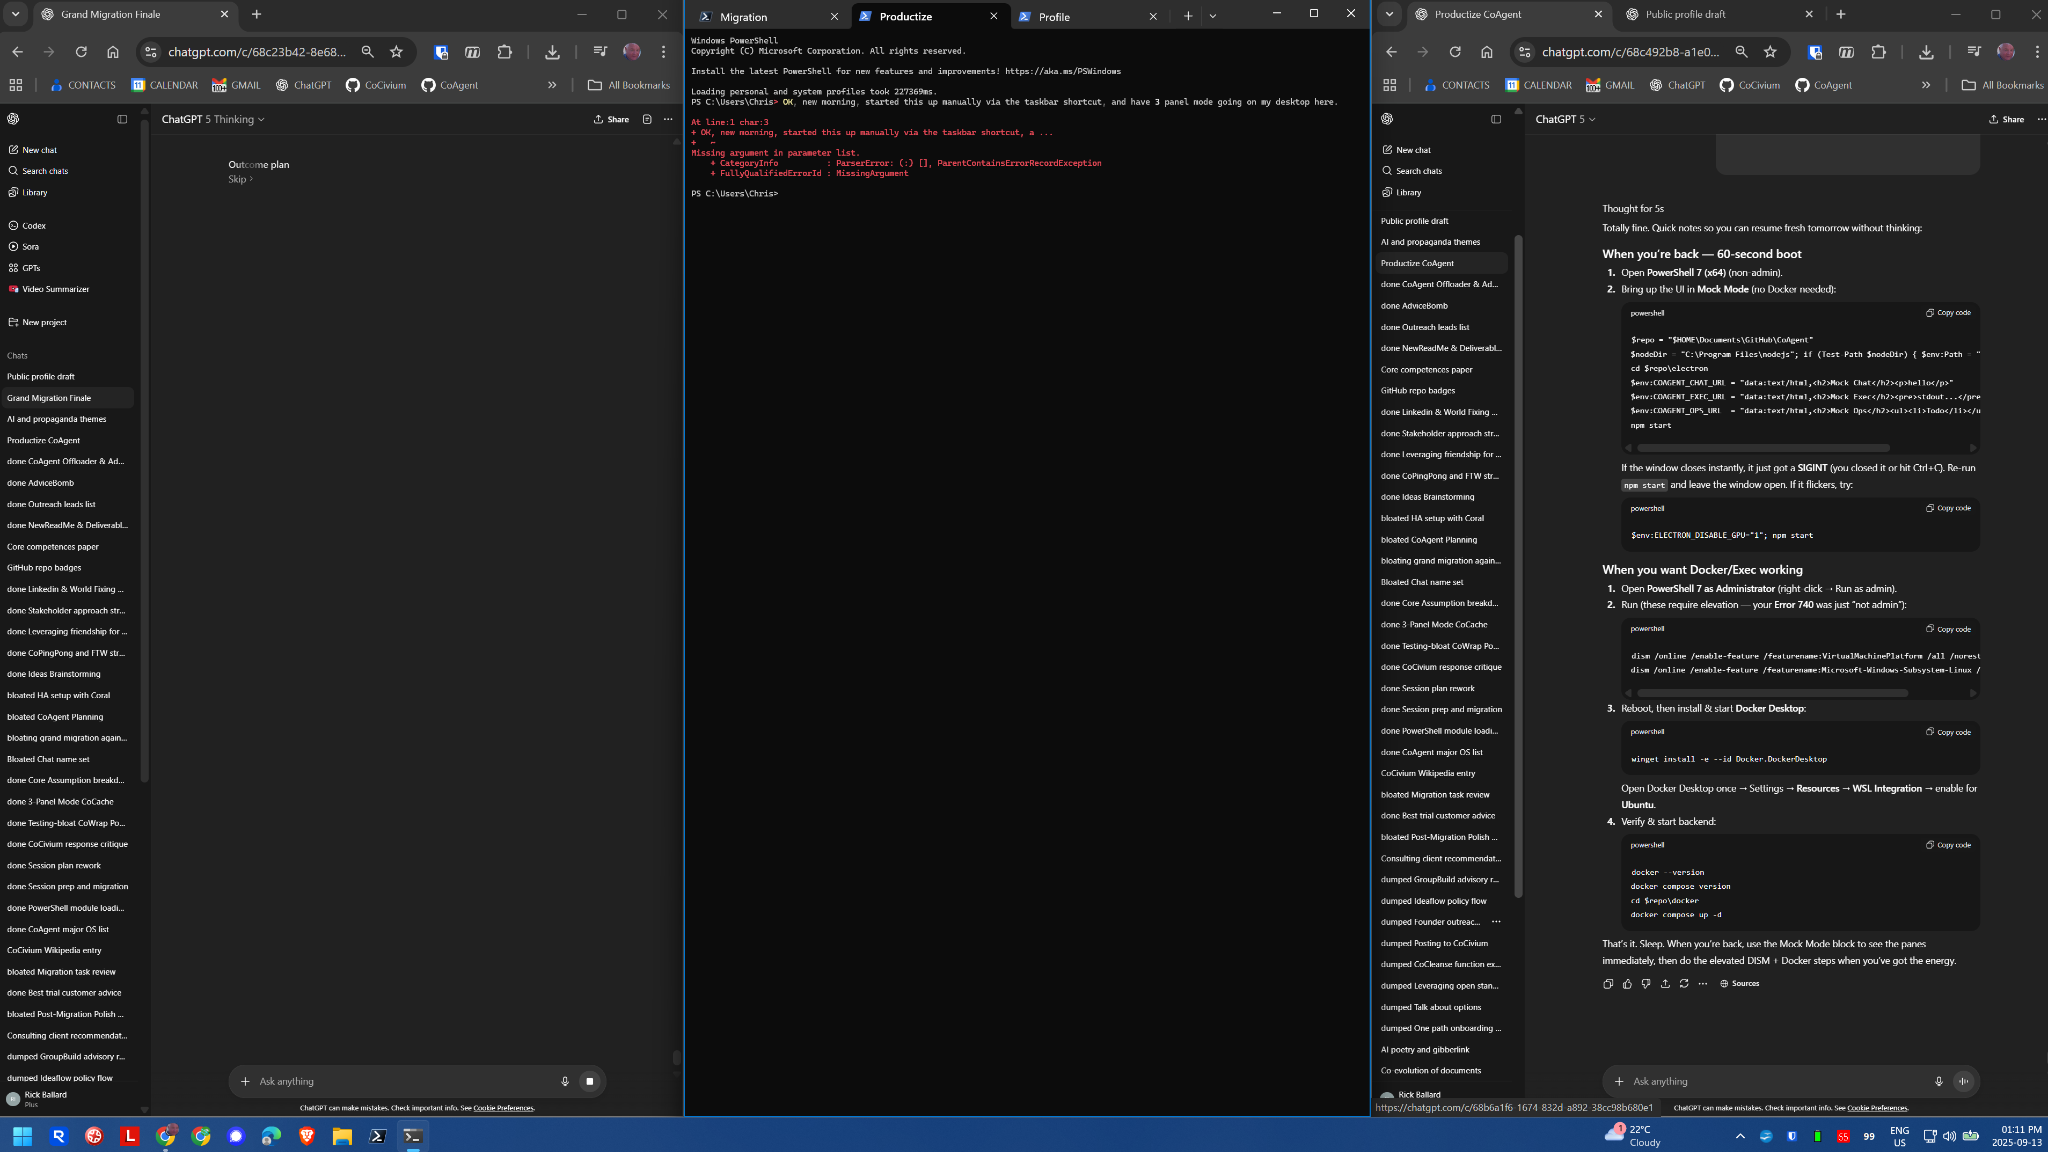 Grand Migration Finale
chatgpt.com/c/68c23b42-8e68...
CONTACTS
CALENDAR
GMAIL
ChatGPT
CoCivium
CoAgent
All Bookmarks
ChatGPT 5 Thinking
Share
New chat
Search chats
Library
Codex
Sora
GPTs
Video Summarizer
New project
Chats
Public profile draft
Grand Migration Finale
AI and propaganda themes
Productize CoAgent
done CoAgent Offloader & Ad...
done AdviceBomb
done Outreach leads list
done NewReadMe & Deliverabl...
Core competences paper
GitHub repo badges
done Linkedin & World Fixing ...
done Stakeholder approach str...
done Leveraging friendship for ...
done CoPingPong and FTW str...
done Ideas Brainstorming
bloated HA setup with Coral
bloated CoAgent Planning
bloating grand migration again...
Bloated Chat name set
done Core Assumption breakd...
done 3-Panel Mode CoCache
done Testing-bloat CoWrap Po...
done CoCivium response critique
done Session plan rework
done Session prep and migration
done PowerShell module loadi...
done CoAgent major OS list
CoCivium Wikipedia entry
bloated Migration task review
done Best trial customer advice
bloated Post-Migration Polish ...
Consulting client recommendat...
dumped GroupBuild advisory r...
dumped Ideaflow policy flow
Rick Ballard
Plus
Outcome plan
Skip >
Ask anything
ChatGPT can make mistakes. Check important info. See Cookie Preferences.
Migration
Productize
Profile
Windows PowerShell
Copyright (C) Microsoft Corporation. All rights reserved.
Install the latest PowerShell for new features and improvements! https://aka.ms/PSWindows
Loading personal and system profiles took 227369ms.
PS C:\Users\Chris> OK, new morning, started this up manually via the taskbar shortcut, and have 3 panel mode going on my desktop here.
At line:1 char:3
+ OK, new morning, started this up manually via the taskbar shortcut, a ...
+   ~
Missing argument in parameter list.
    + CategoryInfo          : ParserError: (:) [], ParentContainsErrorRecordException
    + FullyQualifiedErrorId : MissingArgument
PS C:\Users\Chris>
Productize CoAgent
Public profile draft
chatgpt.com/c/68c492b8-a1e0...
CONTACTS
CALENDAR
GMAIL
ChatGPT
CoCivium
CoAgent
All Bookmarks
ChatGPT 5
Share
New chat
Search chats
Library
Public profile draft
AI and propaganda themes
Productize CoAgent
done CoAgent Offloader & Ad...
done AdviceBomb
done Outreach leads list
done NewReadMe & Deliverabl...
Core competences paper
GitHub repo badges
done Linkedin & World Fixing ...
done Stakeholder approach str...
done Leveraging friendship for ...
done CoPingPong and FTW str...
done Ideas Brainstorming
bloated HA setup with Coral
bloated CoAgent Planning
bloating grand migration again...
Bloated Chat name set
done Core Assumption breakd...
done 3-Panel Mode CoCache
done Testing-bloat CoWrap Po...
done CoCivium response critique
done Session plan rework
done Session prep and migration
done PowerShell module loadi...
done CoAgent major OS list
CoCivium Wikipedia entry
bloated Migration task review
done Best trial customer advice
bloated Post-Migration Polish ...
Consulting client recommendat...
dumped GroupBuild advisory r...
dumped Ideaflow policy flow
dumped Founder outreac...
dumped Posting to CoCivium
dumped CoCleanse function ex...
dumped Leveraging open stan...
dumped Talk about options
dumped One path onboarding ...
AI poetry and gibberlink
Co-evolution of documents
Rick Ballard
https://chatgpt.com/c/68b6a1f6-1674-832d-a892-38cc98b680e1
Thought for 5s
Totally fine. Quick notes so you can resume fresh tomorrow without thinking:
When you're back — 60-second boot
1. Open PowerShell 7 (x64) (non-admin).
2. Bring up the UI in Mock Mode (no Docker needed):
powershell
Copy code
$repo = "$HOME\Documents\GitHub\CoAgent"
$nodeDir = "C:\Program Files\nodejs"; if (Test-Path $nodeDir) { $env:Path = "
cd $repo\electron
$env:COAGENT_CHAT_URL = "data:text/html,<h2>Mock Chat</h2><p>hello</p>"
$env:COAGENT_EXEC_URL = "data:text/html,<h2>Mock Exec</h2><pre>stdout...</pre
$env:COAGENT_OPS_URL  = "data:text/html,<h2>Mock Ops</h2><ul><li>Todo</li></u
npm start
If the window closes instantly, it just got a SIGINT (you closed it or hit Ctrl+C). Re-run
npm start and leave the window open. If it flickers, try:
powershell
Copy code
$env:ELECTRON_DISABLE_GPU="1"; npm start
When you want Docker/Exec working
1. Open PowerShell 7 as Administrator (right-click → Run as admin).
2. Run (these require elevation — your Error 740 was just “not admin”):
powershell
Copy code
dism /online /enable-feature /featurename:VirtualMachinePlatform /all /norest
dism /online /enable-feature /featurename:Microsoft-Windows-Subsystem-Linux /
3. Reboot, then install & start Docker Desktop:
powershell
Copy code
winget install -e --id Docker.DockerDesktop
Open Docker Desktop once → Settings → Resources → WSL Integration → enable for
Ubuntu.
4. Verify & start backend:
powershell
Copy code
docker --version
docker compose version
cd $repo\docker
docker compose up -d
That's it. Sleep. When you're back, use the Mock Mode block to see the panes
immediately, then do the elevated DISM + Docker steps when you've got the energy.
Sources
Ask anything
ChatGPT can make mistakes. Check important info. See Cookie Preferences.
1
22°C
Cloudy
55
99
ENG
US
01:11 PM
2025-09-13